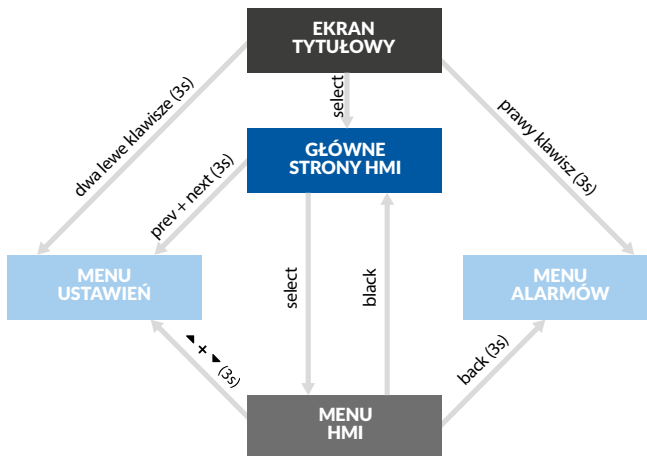 EKRAN
TYTUŁOWY
select
dwa lewe klawisze (3s)
prawy klawisz (3s)
GŁÓWNE
STRONY HMI
prev + next (3s)
MENU
USTAWIEŃ
select
black
MENU
ALARMÓW
+ (3s)
back (3s)
MENU
HMI